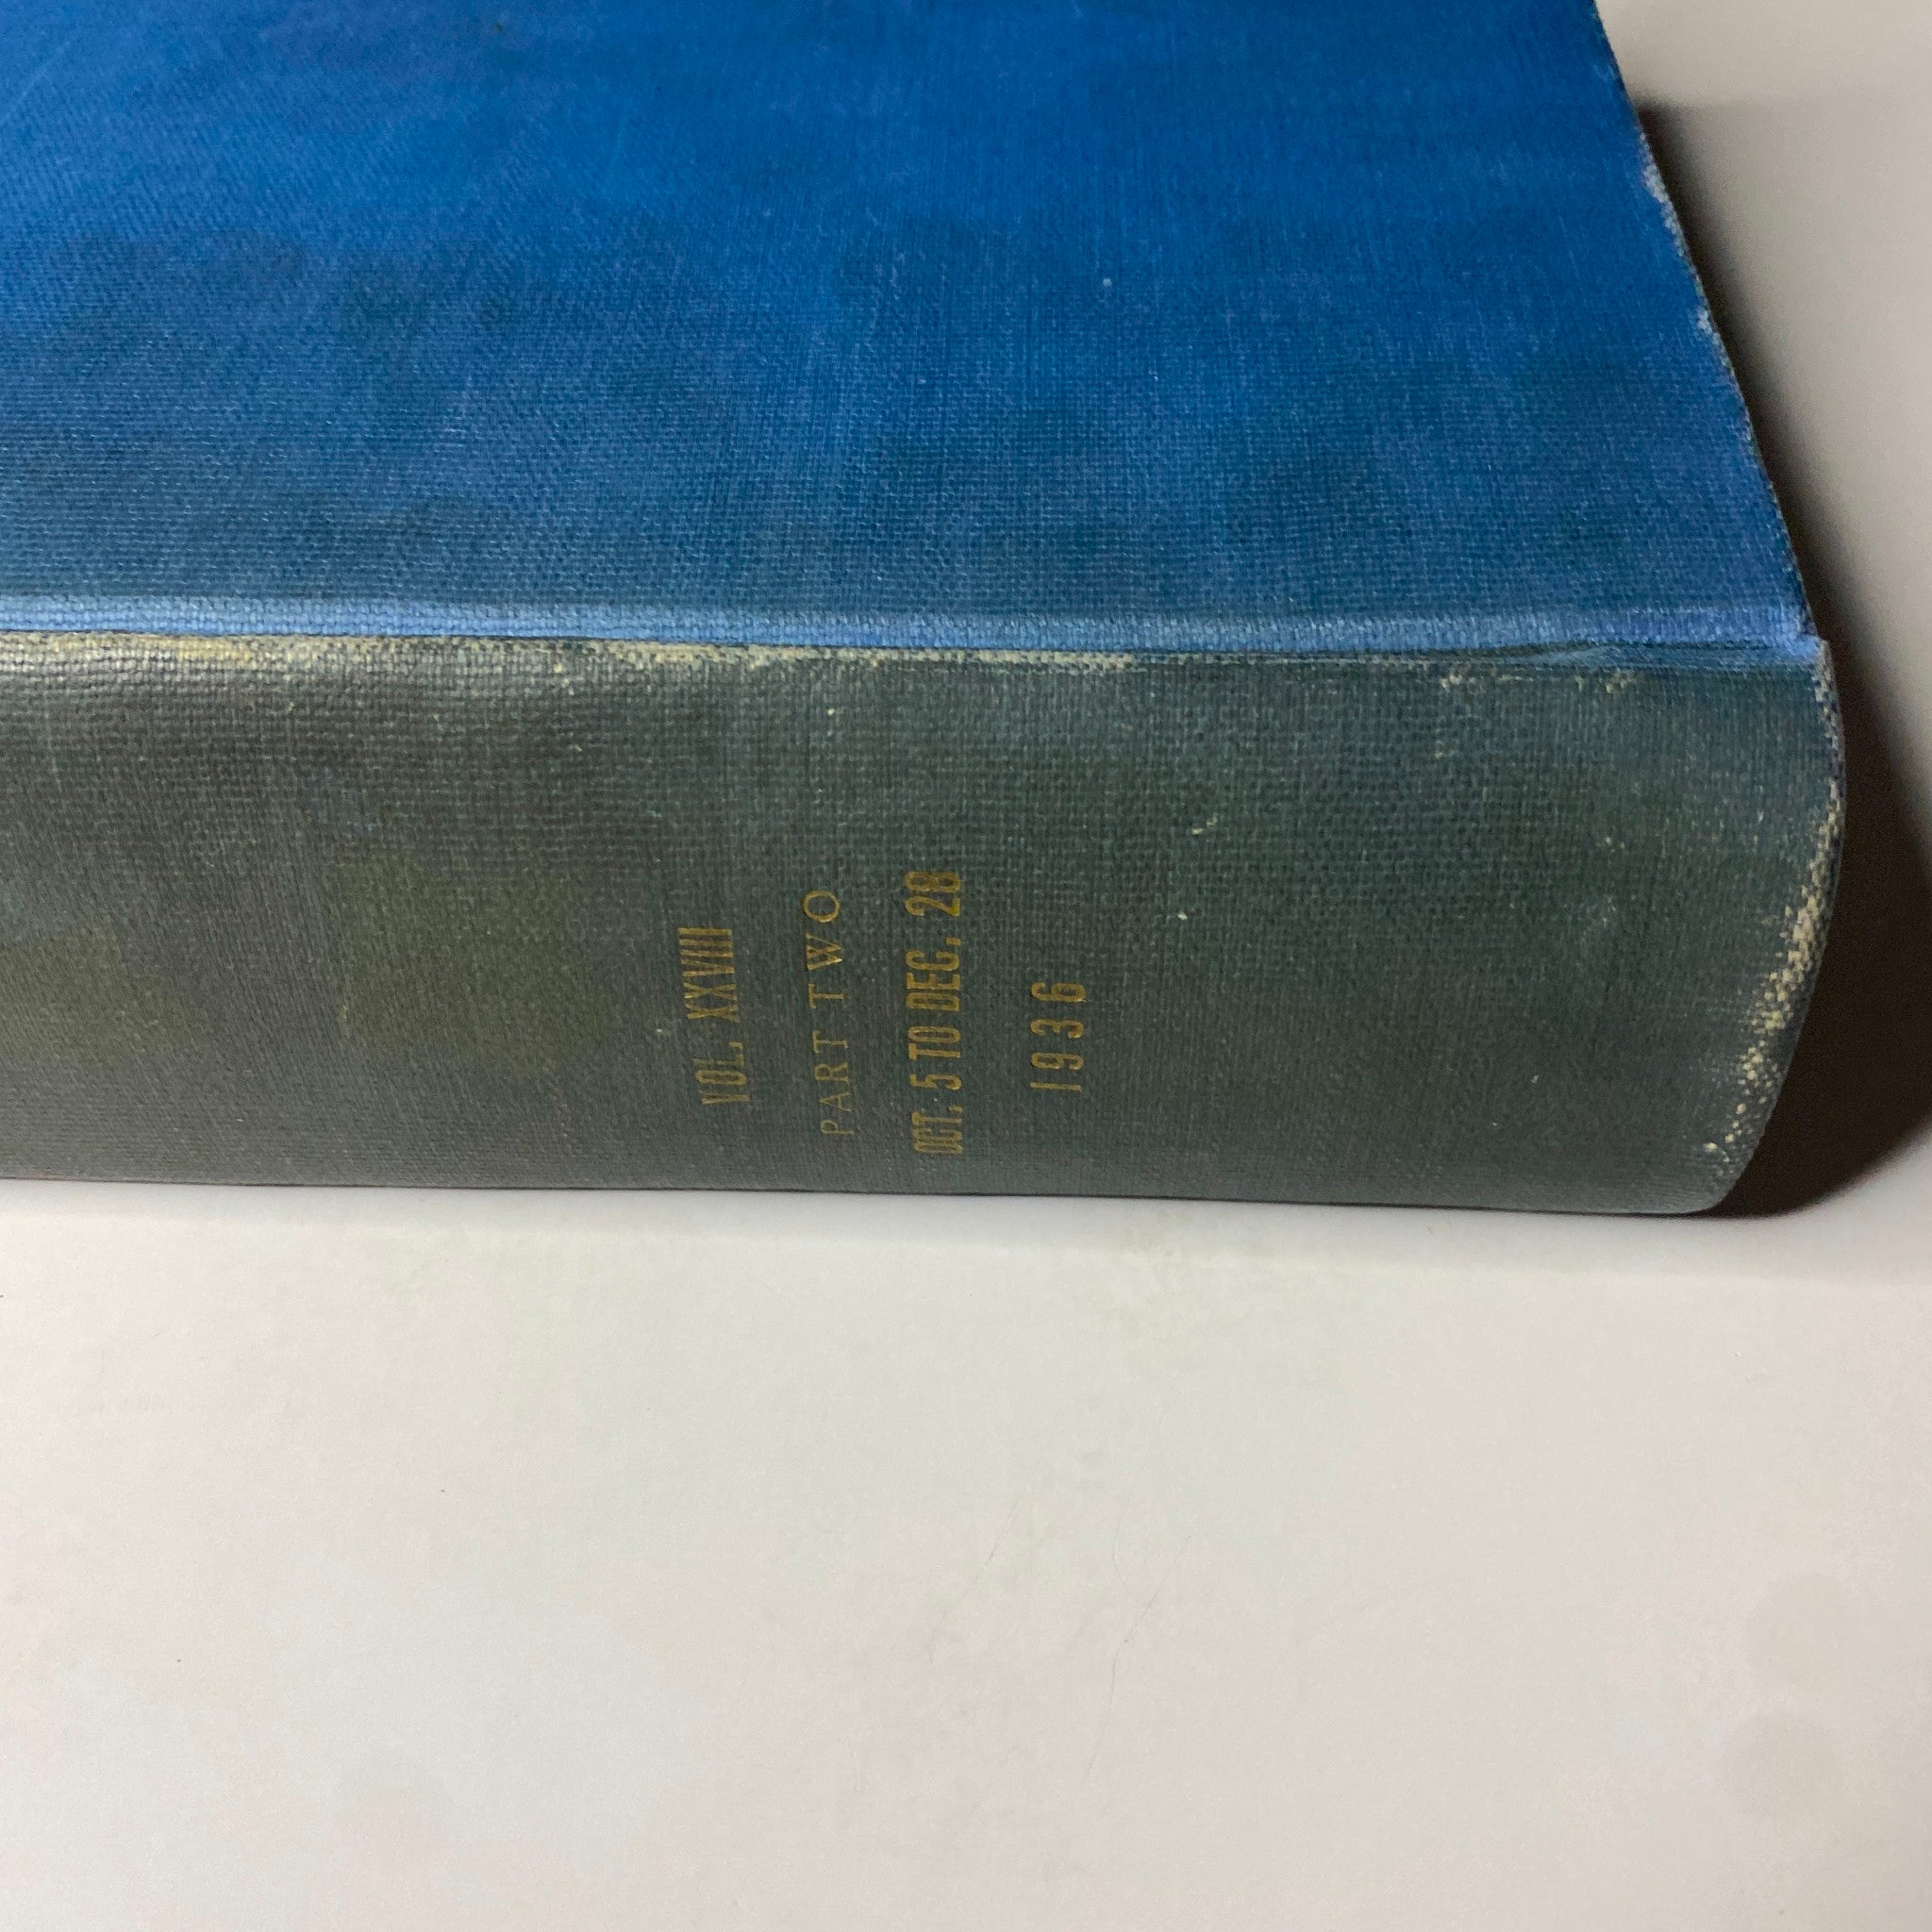 VOL. XXVIII
PART TWO
OCT. 5 TO DEC. 28
1936